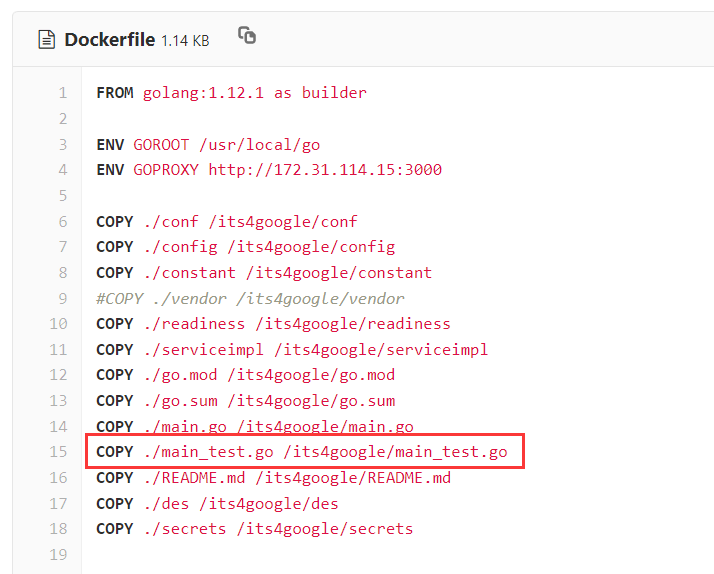 Dockerfile 1.14 KB
1 FROM golang:1.12.1 as builder
2
3 ENV GOROOT /usr/local/go
4 ENV GOPROXY http://172.31.114.15:3000
5
6 COPY ./conf /its4google/conf
7 COPY ./config /its4google/config
8 COPY ./constant /its4google/constant
9 #COPY ./vendor /its4google/vendor
10 COPY ./readiness /its4google/readiness
11 COPY ./serviceimpl /its4google/serviceimpl
12 COPY ./go.mod /its4google/go.mod
13 COPY ./go.sum /its4google/go.sum
14 COPY ./main.go /its4google/main.go
15 COPY ./main_test.go /its4google/main_test.go
16 COPY ./README.md /its4google/README.md
17 COPY ./des /its4google/des
18 COPY ./secrets /its4google/secrets
19